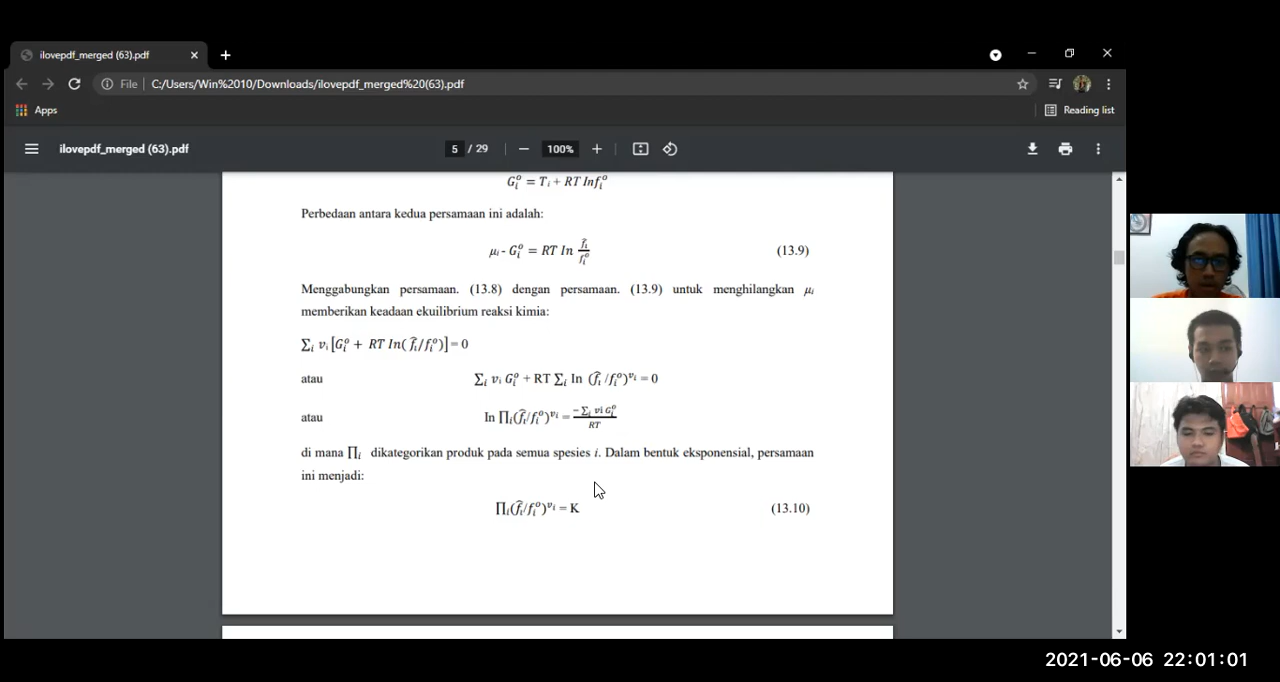 ilovepdf_merged (63).pdf
File
C:/Users/Win%2010/Downloads/ilovepdf_merged%20(63).pdf
Apps
Reading list
ilovepdf_merged (63).pdf
5 / 29
100%
G_i^o = T_i + RT Inf_i^o
Perbedaan antara kedua persamaan ini adalah:
μ_i - G_i^o = RT In f̂_i/f_i^o (13.9)
Menggabungkan persamaan. (13.8) dengan persamaan. (13.9) untuk menghilangkan μ_i
memberikan keadaan ekuilibrium reaksi kimia:
∑_i v_i [G_i^o + RT In(f̂_i/f_i^o)] = 0
atau ∑_i v_i G_i^o + RT ∑_i In (f̂_i/f_i^o)^v_i = 0
atau In ∏_i(f̂_i/f_i^o)^v_i = −∑_i vi G_i^o/RT
di mana ∏_i dikategorikan produk pada semua spesies i. Dalam bentuk eksponensial, persamaan
ini menjadi:
∏_i(f̂_i/f_i^o)^v_i = K (13.10)
2021-06-06 22:01:01